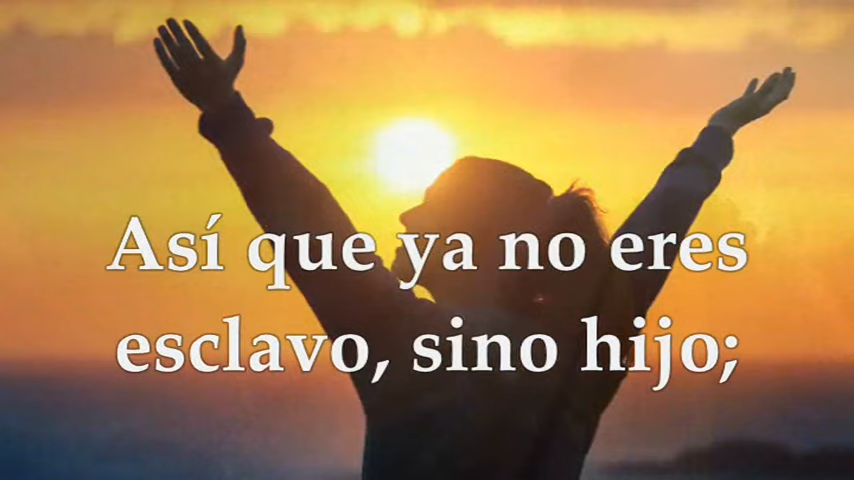 Así que ya no eres
esclavo, sino hijo;